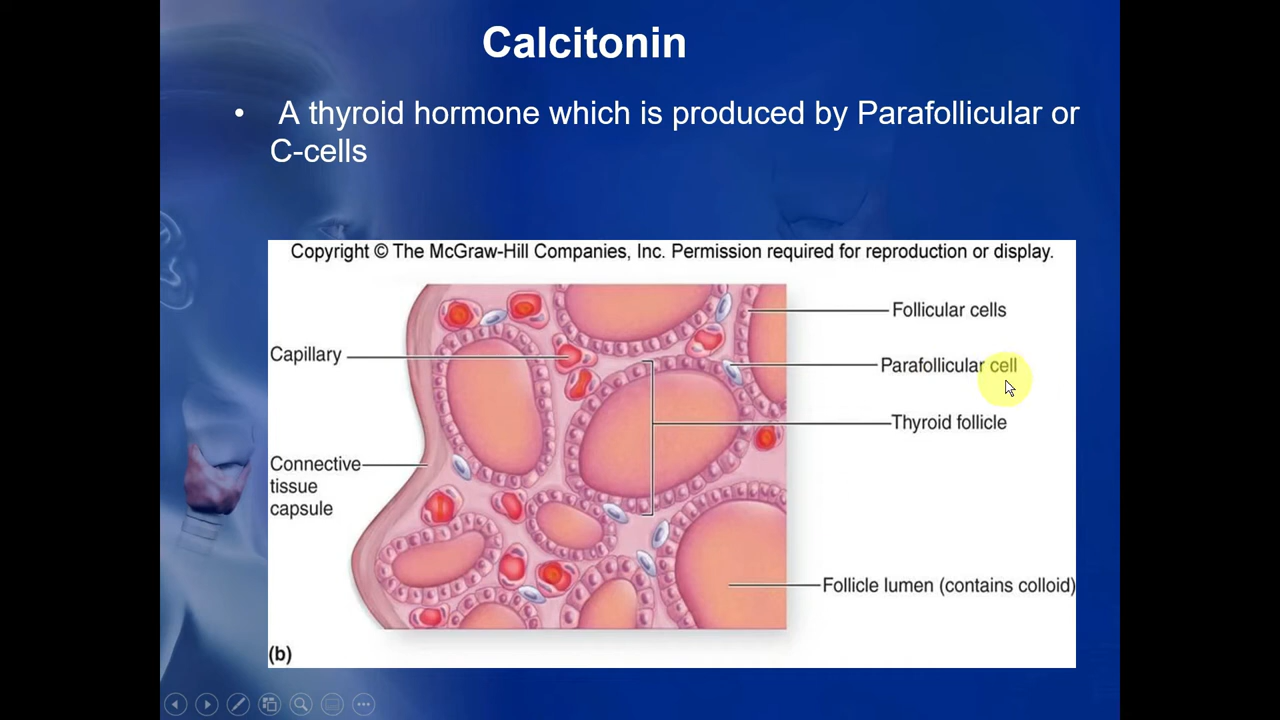 Calcitonin
• A thyroid hormone which is produced by Parafollicular or
C-cells
Copyright © The McGraw-Hill Companies, Inc. Permission required for reproduction or display.
Follicular cells
Capillary
Parafollicular cell
Thyroid follicle
Connective
tissue
capsule
Follicle lumen (contains colloid)
(b)